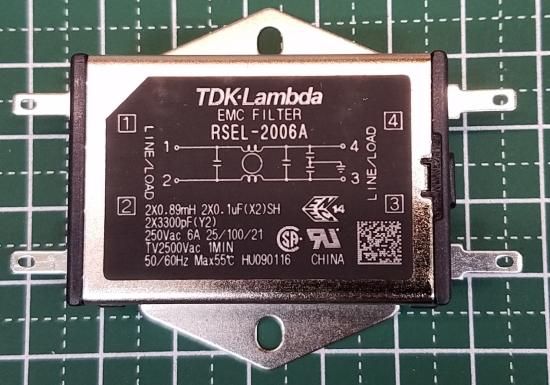 TDK·Lambda
EMC FILTER
RSEL-2006A
1
LINE/LOAD
2
4
LINE/LOAD
3
1
4
2
3
2X0.89mH 2X0.1uF(X2)SH
2X3300pF(Y2)
250Vac 6A 25/100/21
TV2500Vac 1MIN
50/60Hz Max55℃ HU090116
14
CHINA